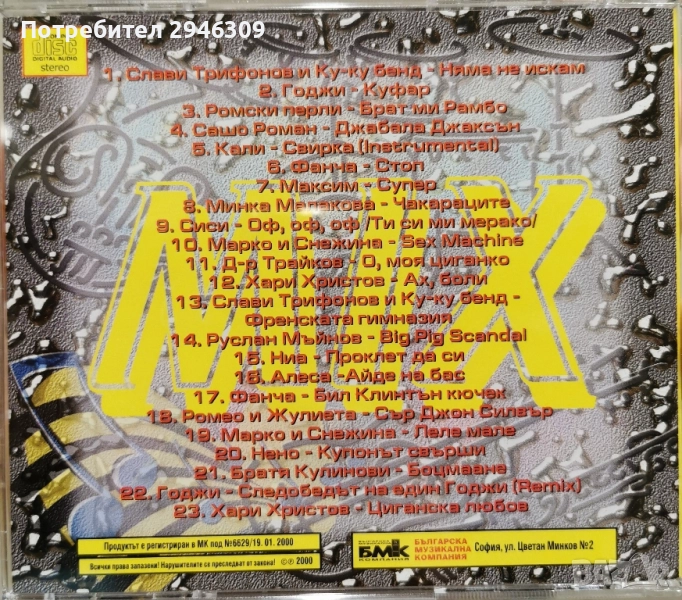 Потребител 2946309
DISC
DIGITAL AUDIO
stereo
1. Слави Трифонов и Ку-ку бенд - Няма не искам
2. Годжи - Куфар
3. Ромски перли - Брат ми Рамбо
4. Сашо Роман - Джабала Джаксън
5. Кали - Свирка (Instrumental)
6. Фанча - Стоп
7. Максим - Супер
8. Минка Малакова - Чакараците
9. Сиси - Оф, оф, оф /Ти си ми мерако/
10. Марко и Снежина - Sex Machine
11. Д-р Трайков - О, моя циганко
12. Хари Христов - Ах, боли
13. Слави Трифонов и Ку-ку бенд -
Френската гимназия
14. Руслан Мъйнов - Big Pig Scandal
15. Ниа - Проклет да си
16. Алеса -Айде на бас
17. Фанча - Бил Клинтън кючек
18. Ромео и Жулиета - Сър Джон Силвър
19. Марко и Снежина - Леле мале
20. Нено - Купонът свърши
21. Братя Кулинови - Боцмаане
22. Годжи - Следобедът на един Годжи (Remix)
23. Хари Христов - Циганска любов
MIX
Продуктът е регистриран в МК под №6629/19. 01. 2000
Всички права запазени! Нарушителите се преследват от закона! ©℗ 2000
БМК
КОМПАНИЯ
БЪЛГАРСКА
МУЗИКАЛНА
КОМПАНИЯ
София, ул. Цветан Минков №2